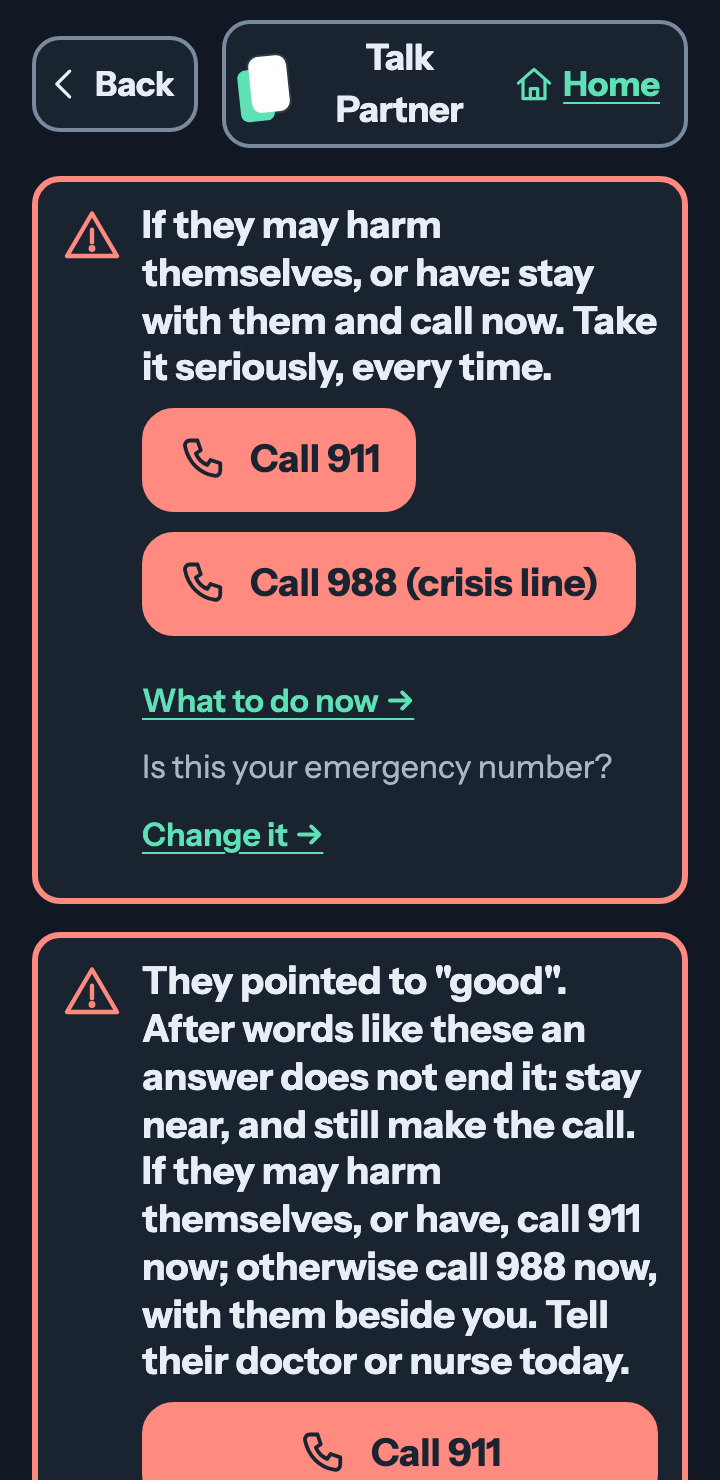 Back
Talk
Partner
Home
If they may harm
themselves, or have: stay
with them and call now. Take
it seriously, every time.
Call 911
Call 988 (crisis line)
What to do now →
Is this your emergency number?
Change it →
They pointed to "good".
After words like these an
answer does not end it: stay
near, and still make the call.
If they may harm
themselves, or have, call 911
now; otherwise call 988 now,
with them beside you. Tell
their doctor or nurse today.
Call 911